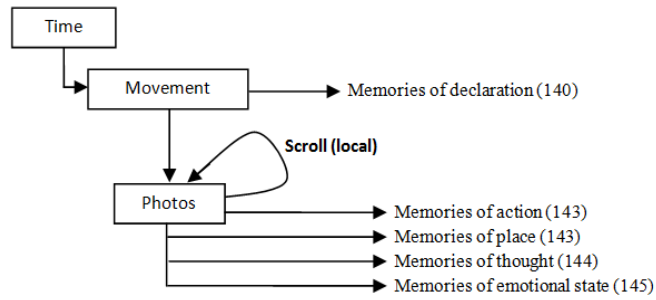 Time
Movement
Memories of declaration (140)
Scroll (local)
Photos
Memories of action (143)
Memories of place (143)
Memories of thought (144)
Memories of emotional state (145)